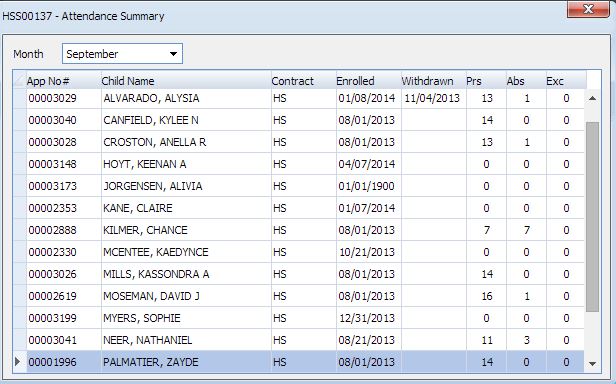 HSS00137 - Attendance Summary
Month September
App No# Child Name Contract Enrolled Withdrawn Prs Abs Exc
00003029 ALVARADO, ALYSIA HS 01/08/2014 11/04/2013 13 1 0
00003040 CANFIELD, KYLEE N HS 08/01/2013 14 0 0
00003028 CROSTON, ANELLA R HS 08/01/2013 13 1 0
00003148 HOYT, KEENAN A HS 04/07/2014 0 0 0
00003173 JORGENSEN, ALIVIA HS 01/01/1900 0 0 0
00002353 KANE, CLAIRE HS 01/07/2014 0 0 0
00002888 KILMER, CHANCE HS 08/01/2013 7 7 0
00002330 MCENTEE, KAEDYNCE HS 10/21/2013 0 0 0
00003026 MILLS, KASSONDRA A HS 08/01/2013 14 0 0
00002619 MOSEMAN, DAVID J HS 08/01/2013 16 1 0
00003199 MYERS, SOPHIE HS 12/31/2013 0 0 0
00003041 NEER, NATHANIEL HS 08/21/2013 11 3 0
00001996 PALMATIER, ZAYDE HS 08/01/2013 14 0 0